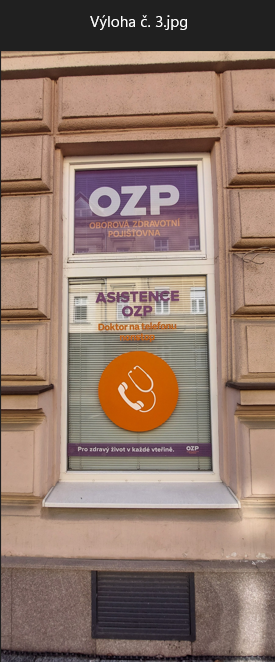 Výloha č. 3.jpg
OZP
OBOROVÁ ZDRAVOTNÍ
POJIŠŤOVNA
ASISTENCE
OZP
Doktor na telefonu
Pro zdravý život v každé vteřině.
OZP